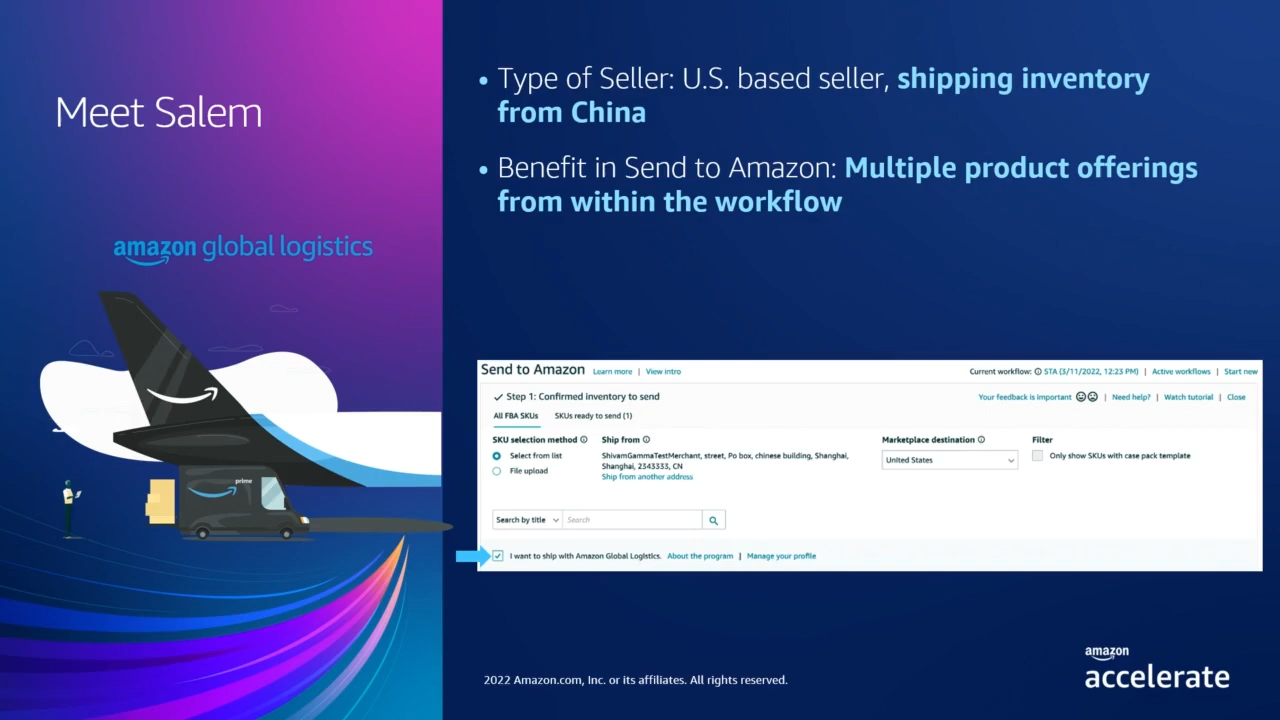 Meet Salem
amazon global logistics
prime
• Type of Seller: U.S. based seller, shipping inventory
from China
• Benefit in Send to Amazon: Multiple product offerings
from within the workflow
Send to Amazon Learn more | View intro Current workflow: STA (3/11/2022, 12:23 PM) | Active workflows | Start new
Step 1: Confirmed inventory to send Your feedback is important | Need help? | Watch tutorial | Close
All FBA SKUs SKUs ready to send (1)
SKU selection method Ship from Marketplace destination Filter
Select from list ShivamGammaTestMerchant, street, Po box, chinese building, Shanghai, United States Only show SKUs with case pack template
Shanghai, 2343333, CN
File upload Ship from another address
Search by title Search
I want to ship with Amazon Global Logistics. About the program | Manage your profile
2022 Amazon.com, Inc. or its affiliates. All rights reserved.
amazon
accelerate